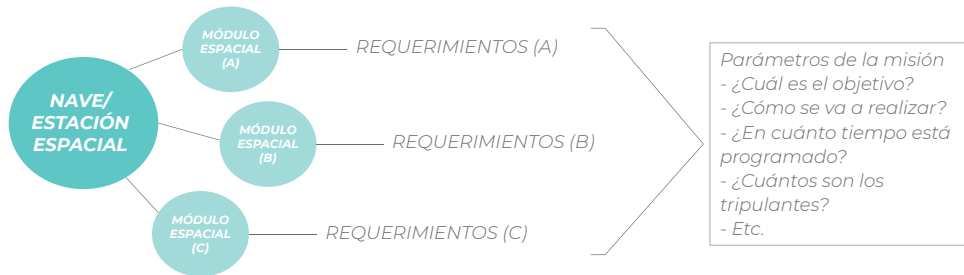 NAVE/
ESTACIÓN
ESPACIAL
MÓDULO
ESPACIAL
(A)
REQUERIMIENTOS (A)
MÓDULO
ESPACIAL
(B)
REQUERIMIENTOS (B)
MÓDULO
ESPACIAL
(C)
REQUERIMIENTOS (C)
Parámetros de la misión
- ¿Cuál es el objetivo?
- ¿Cómo se va a realizar?
- ¿En cuánto tiempo está
programado?
- ¿Cuántos son los
tripulantes?
- Etc.